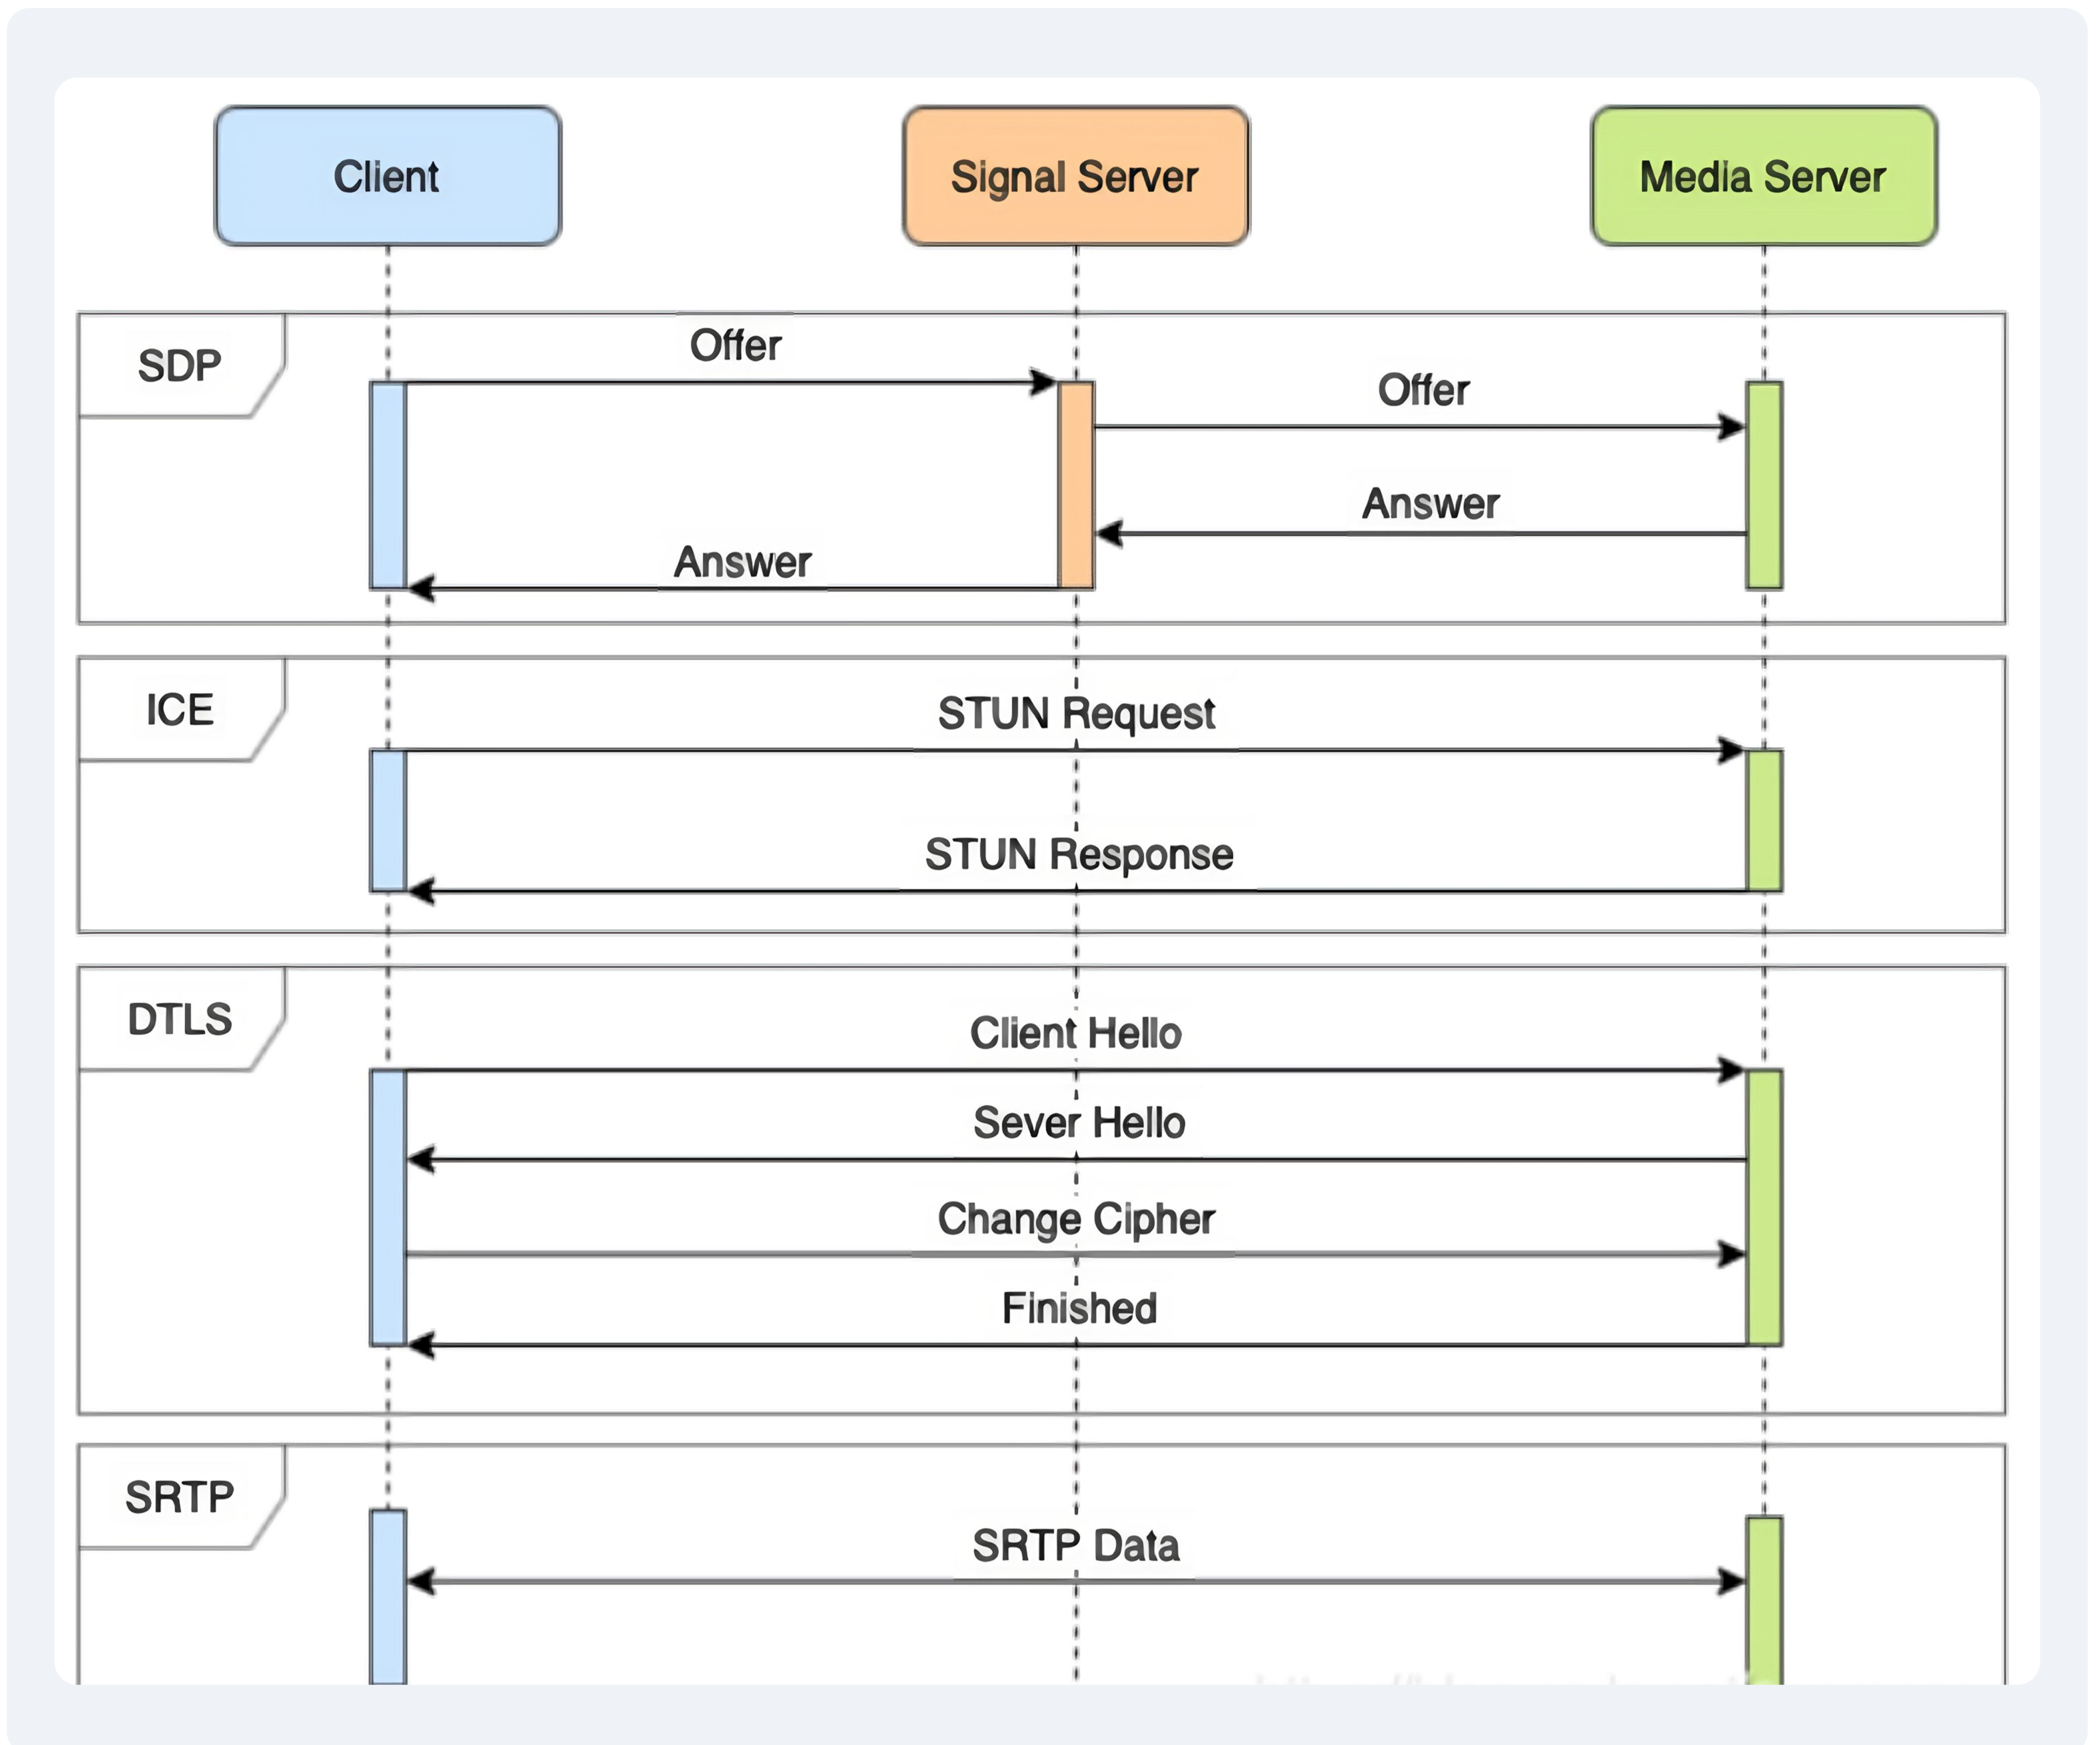 Client
Signal Server
Media Server
SDP
Offer
Offer
Answer
Answer
ICE
STUN Request
STUN Response
DTLS
Client Hello
Sever Hello
Change Cipher
Finished
SRTP
SRTP Data